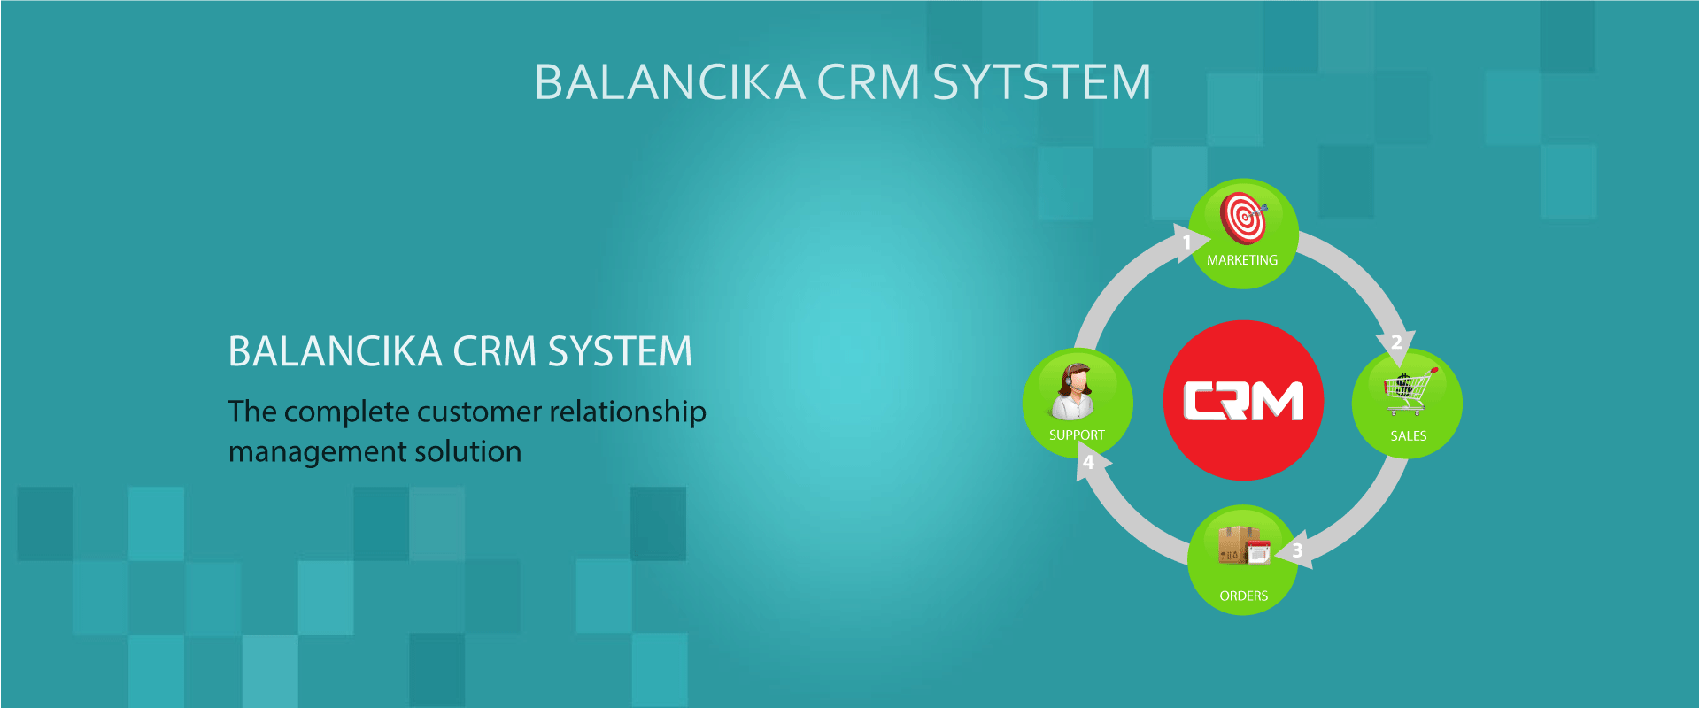 BALANCIKA CRM SYTSTEM
BALANCIKA CRM SYSTEM
The complete customer relationship
management solution
1
MARKETING
2
SALES
3
ORDERS
4
SUPPORT
CRM